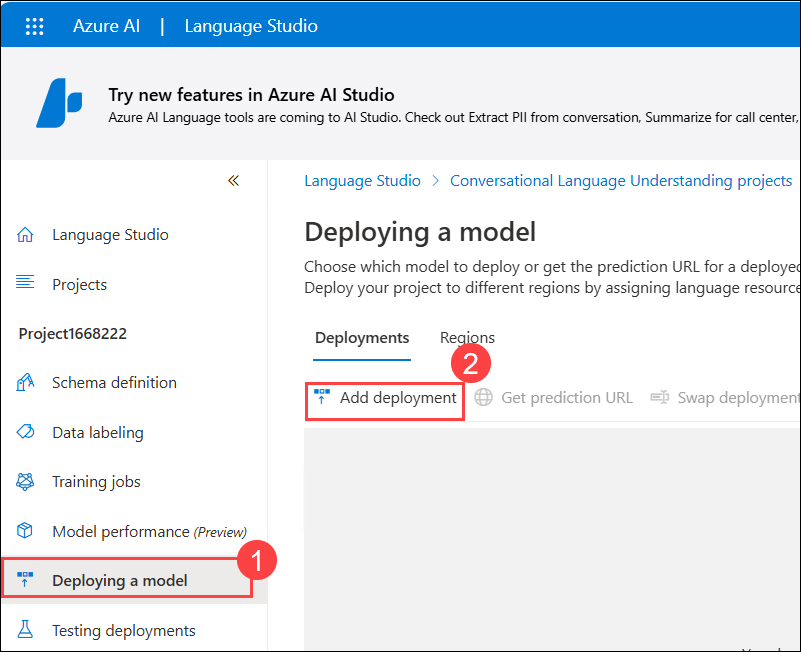 Azure AI | Language Studio
Try new features in Azure AI Studio
Azure AI Language tools are coming to AI Studio. Check out Extract PII from conversation, Summarize for call center,
Language Studio > Conversational Language Understanding projects
Language Studio
Projects
Project1668222
Schema definition
Data labeling
Training jobs
Model performance (Preview)
1
Deploying a model
Testing deployments
Deploying a model
Choose which model to deploy or get the prediction URL for a deployed
Deploy your project to different regions by assigning language resource
Deployments Regions
2
Add deployment Get prediction URL Swap deployment